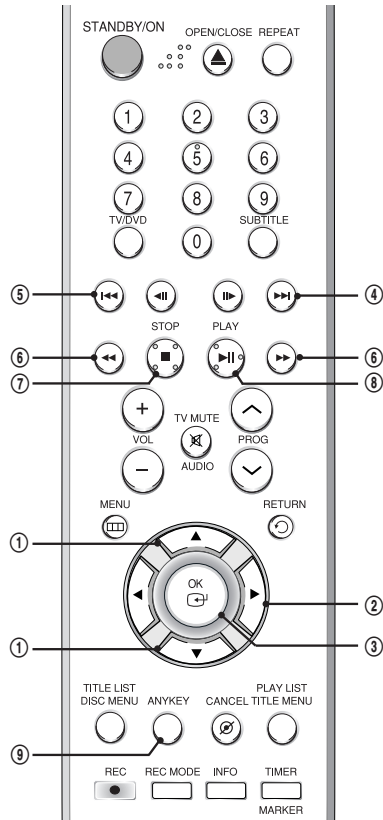 STANDBY/ON
OPEN/CLOSE REPEAT
1 2 3
4 5 6
7 8 9
TV/DVD SUBTITLE
0
⑤ ④
STOP PLAY
⑥ ⑥
⑦ ⑧
+
TV MUTE
VOL PROG
−
AUDIO
MENU RETURN
①
OK
②
① ③
TITLE LIST PLAY LIST
DISC MENU ANYKEY CANCEL TITLE MENU
⑨
REC REC MODE INFO TIMER
MARKER